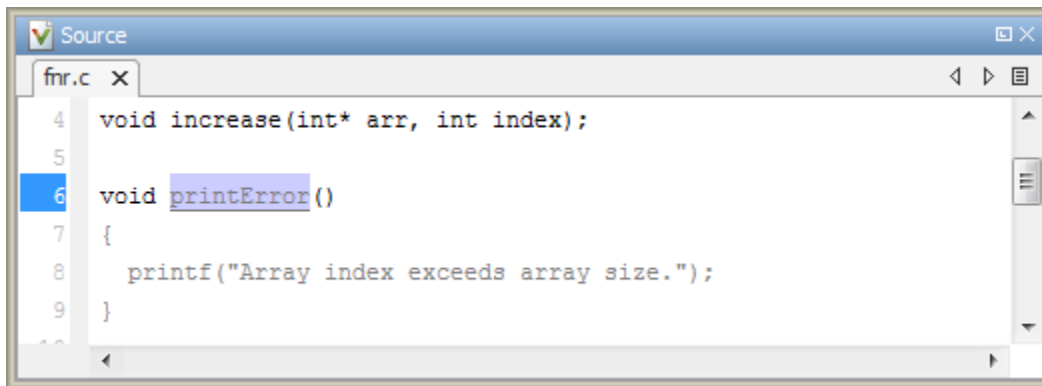 Source
fnr.c
4 void increase(int* arr, int index);
5
6 void printError()
7 {
8 printf("Array index exceeds array size.");
9 }